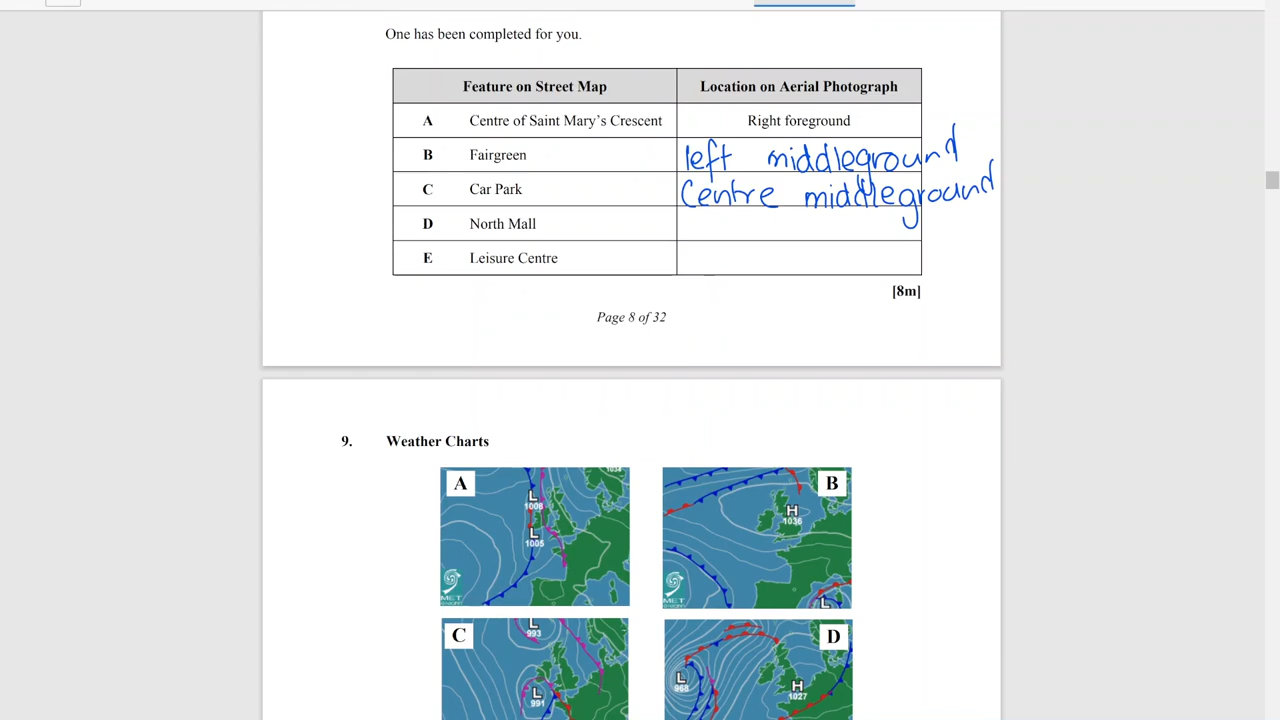 One has been completed for you.
Feature on Street Map Location on Aerial Photograph
A Centre of Saint Mary's Crescent Right foreground
B Fairgreen left middleground
C Car Park Centre middleground
D North Mall
E Leisure Centre
[8m]
Page 8 of 32
9. Weather Charts
A
L
1008
L
1005
MET
B
H
1036
MET
L
C
L
993
L
991
D
L
968
H
1027